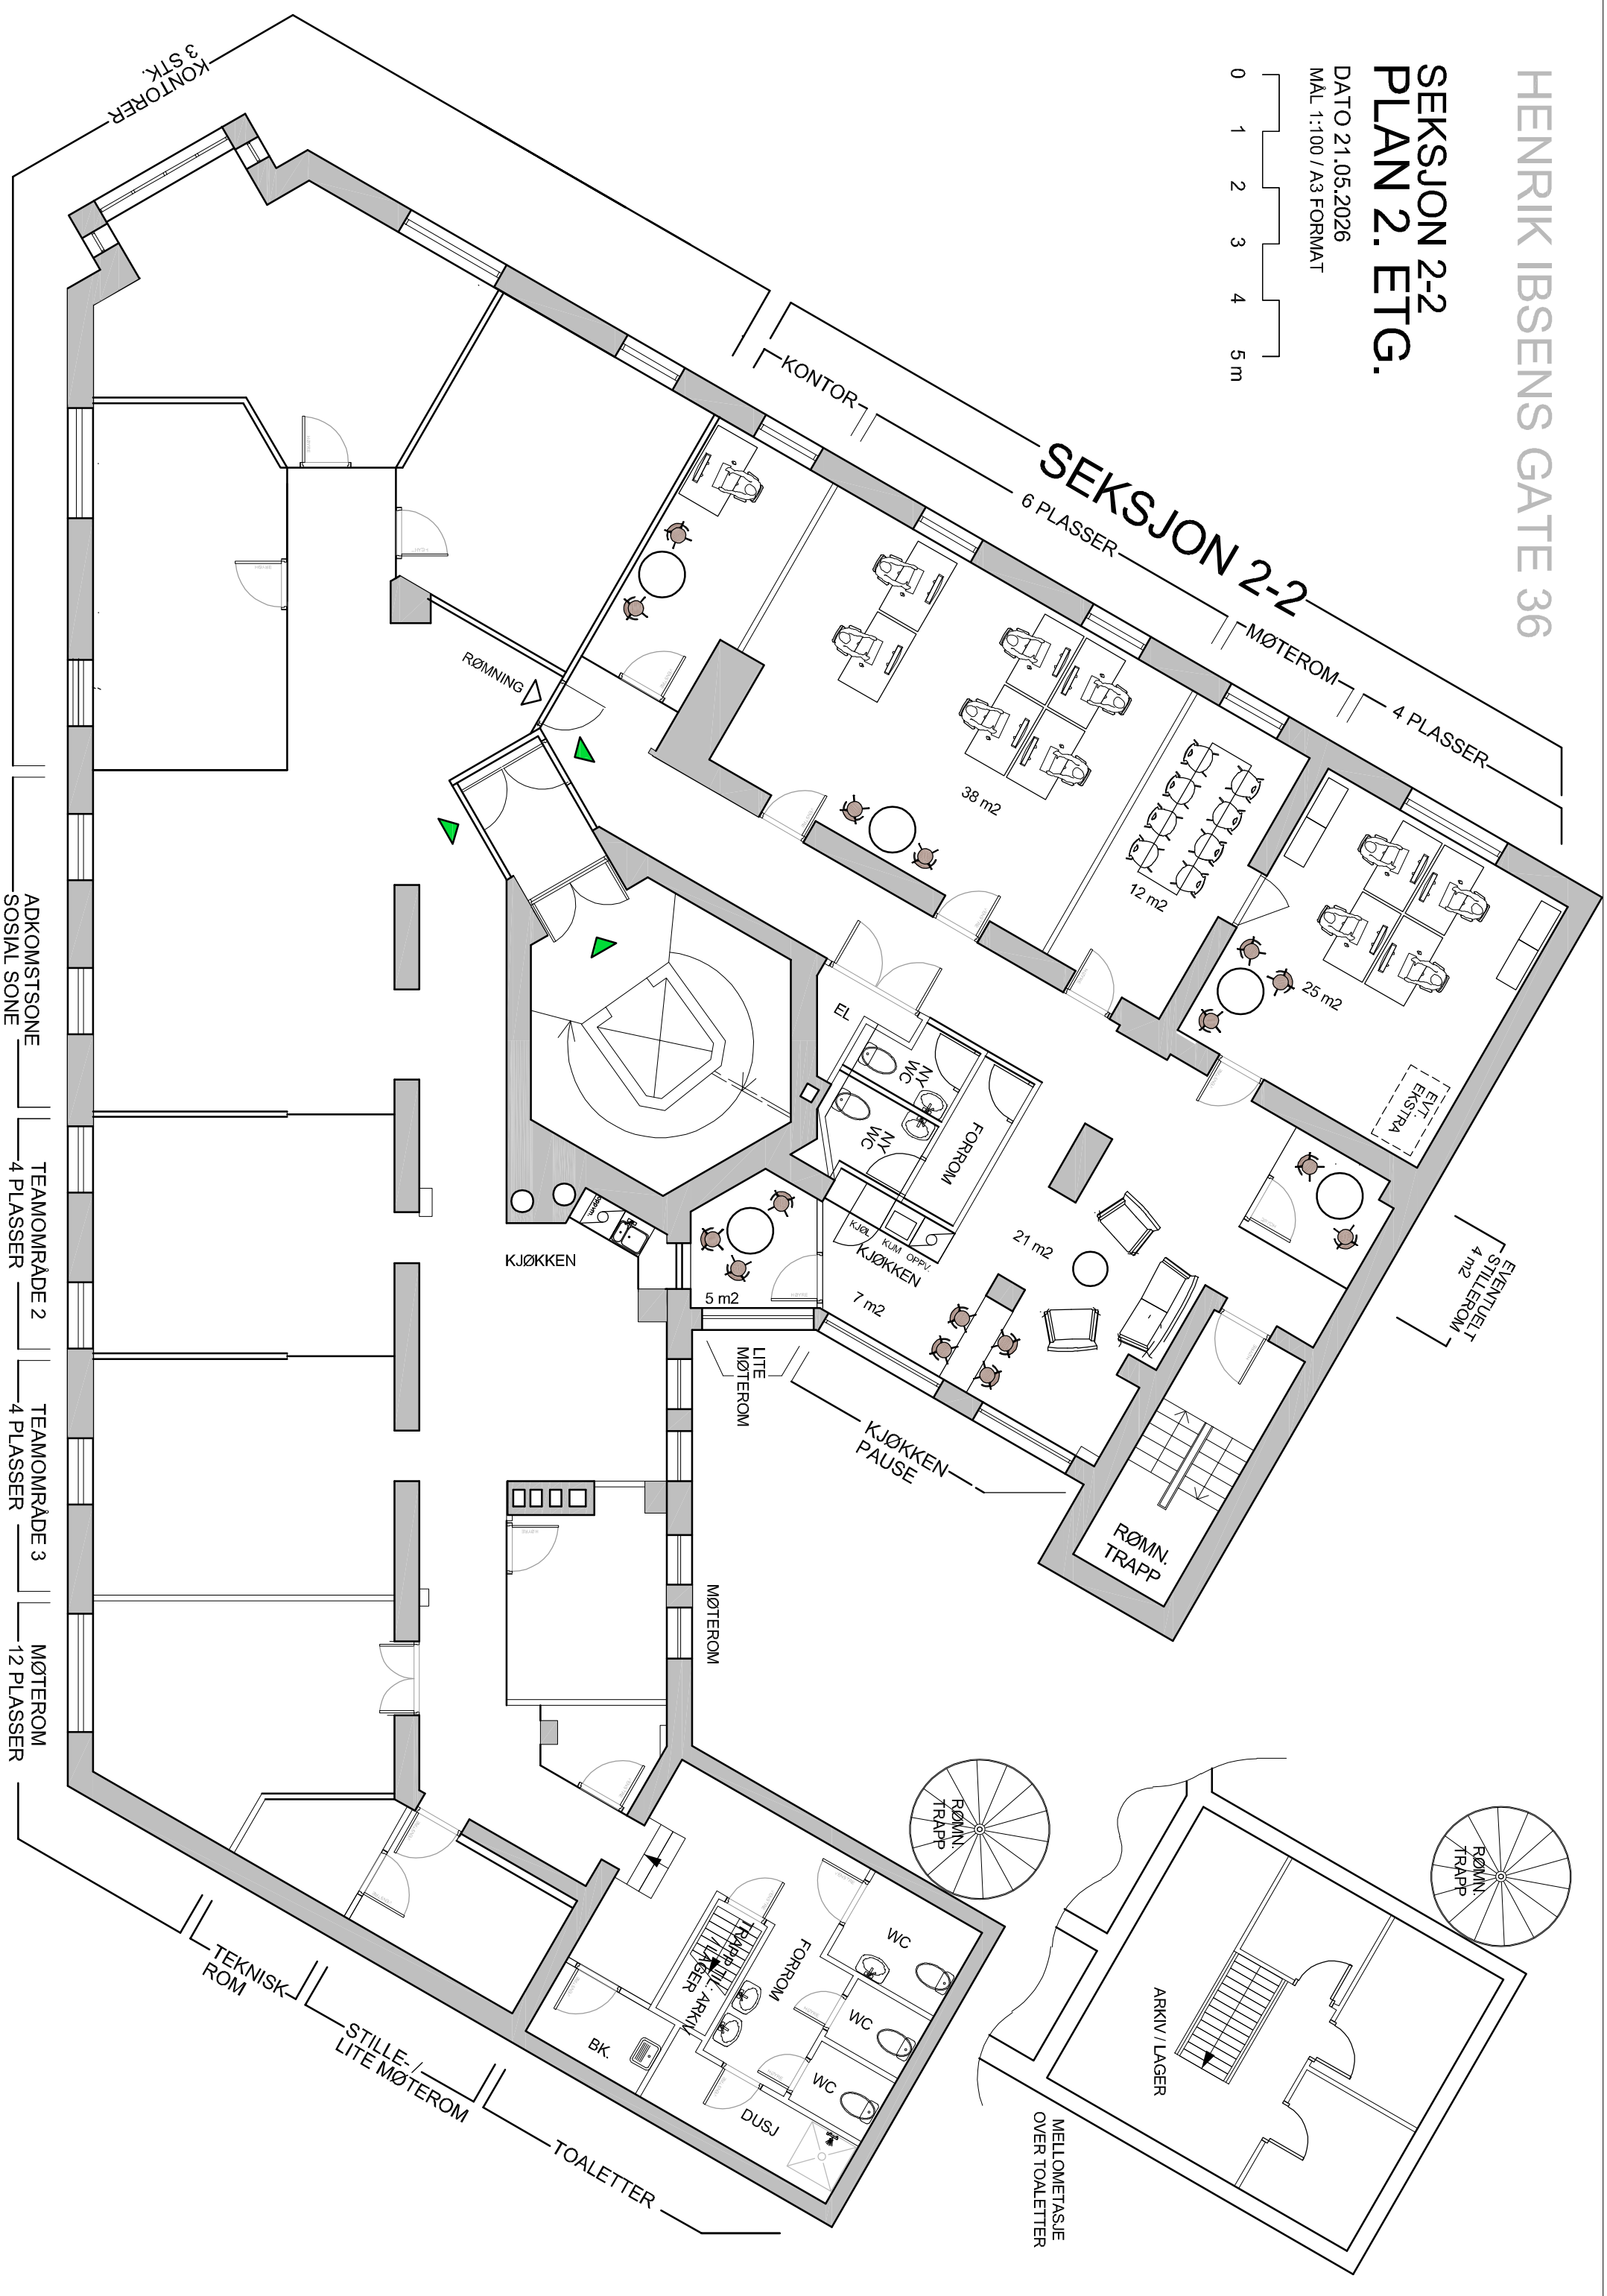 HENRIK IBSENS GATE 36
SEKSJON 2-2
PLAN 2. ETG.
DATO 21.05.2026
MÅL 1:100 / A3 FORMAT
0 1 2 3 4 5 m
KONTORER
3 STK.
SEKSJON 2-2
KONTOR
6 PLASSER
MØTEROM
4 PLASSER
RØMNING
38 m2
12 m2
25 m2
EVT.
EKSTRA
EVENTUELT
STILLEROM
4 m2
EL
NY
WC
NY
WC
FORROM
21 m2
KJØL
KUM
OPPV.
KJØKKEN
7 m2
5 m2
KJØKKEN
LITE
MØTEROM
KJØKKEN
PAUSE
RØMN.
TRAPP
MØTEROM
ADKOMSTSONE
SOSIAL SONE
TEAMOMRÅDE 2
4 PLASSER
TEAMOMRÅDE 3
4 PLASSER
MØTEROM
12 PLASSER
TEKNISK
ROM
STILLE- /
LITE MØTEROM
TOALETTER
RØMN.
TRAPP
RØMN.
TRAPP
WC
WC
WC
FORROM
TRAPP TIL ARKIV
/ LAGER
BK.
DUSJ
ARKIV / LAGER
MELLOMETASJE
OVER TOALETTER